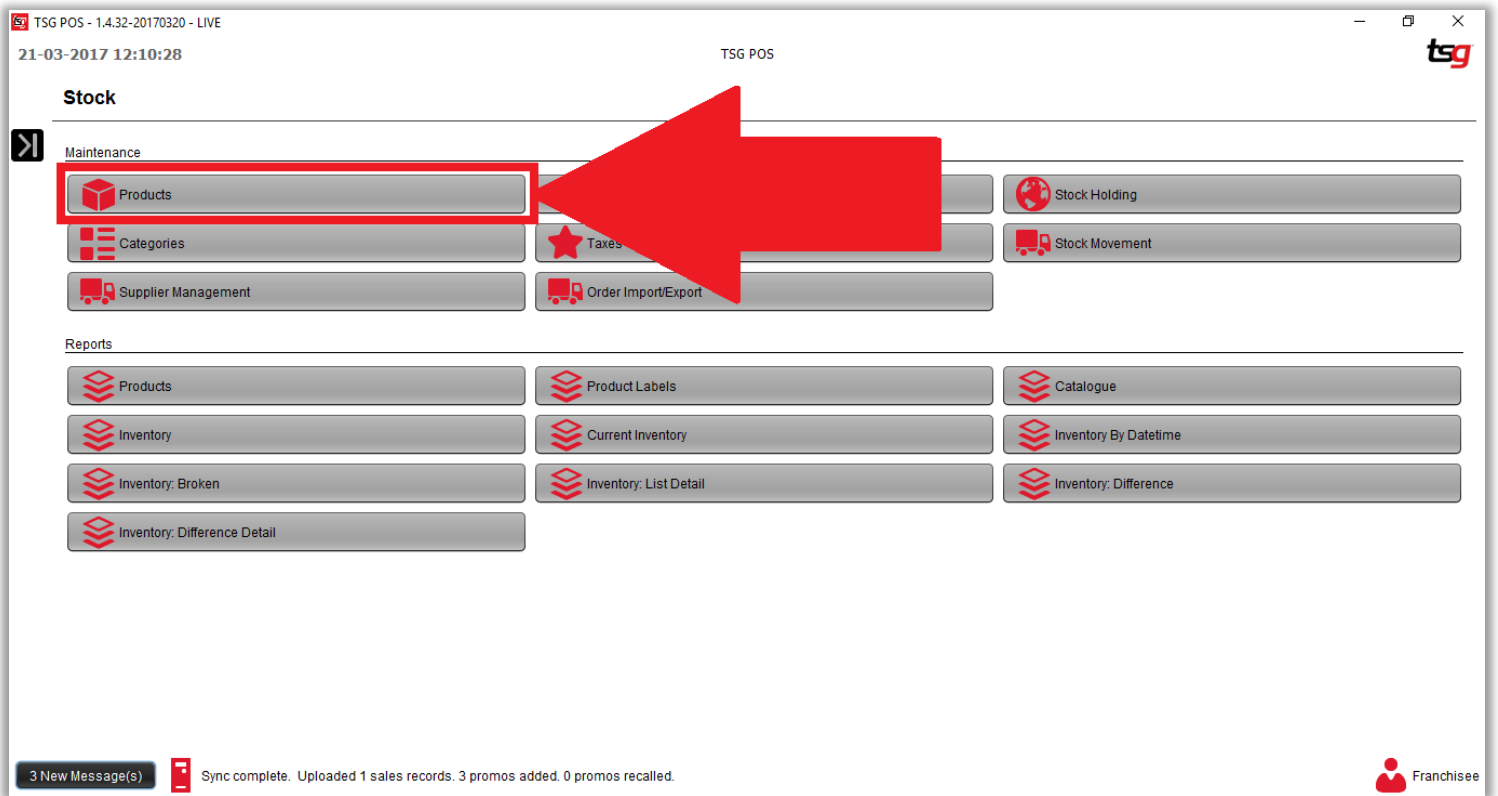 TSG POS - 1.4.32-20170320 - LIVE
21-03-2017 12:10:28
TSG POS
tsg
Stock
Maintenance
Products
Stock Holding
Categories
Taxes
Stock Movement
Supplier Management
Order Import/Export
Reports
Products
Product Labels
Catalogue
Inventory
Current Inventory
Inventory By Datetime
Inventory: Broken
Inventory: List Detail
Inventory: Difference
Inventory: Difference Detail
3 New Message(s)
Sync complete. Uploaded 1 sales records. 3 promos added. 0 promos recalled.
Franchisee